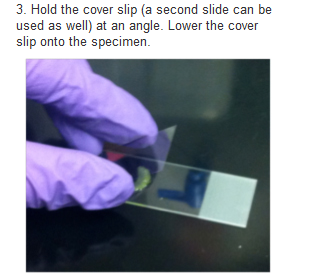 3. Hold the cover slip (a second slide can be
used as well) at an angle. Lower the cover
slip onto the specimen.